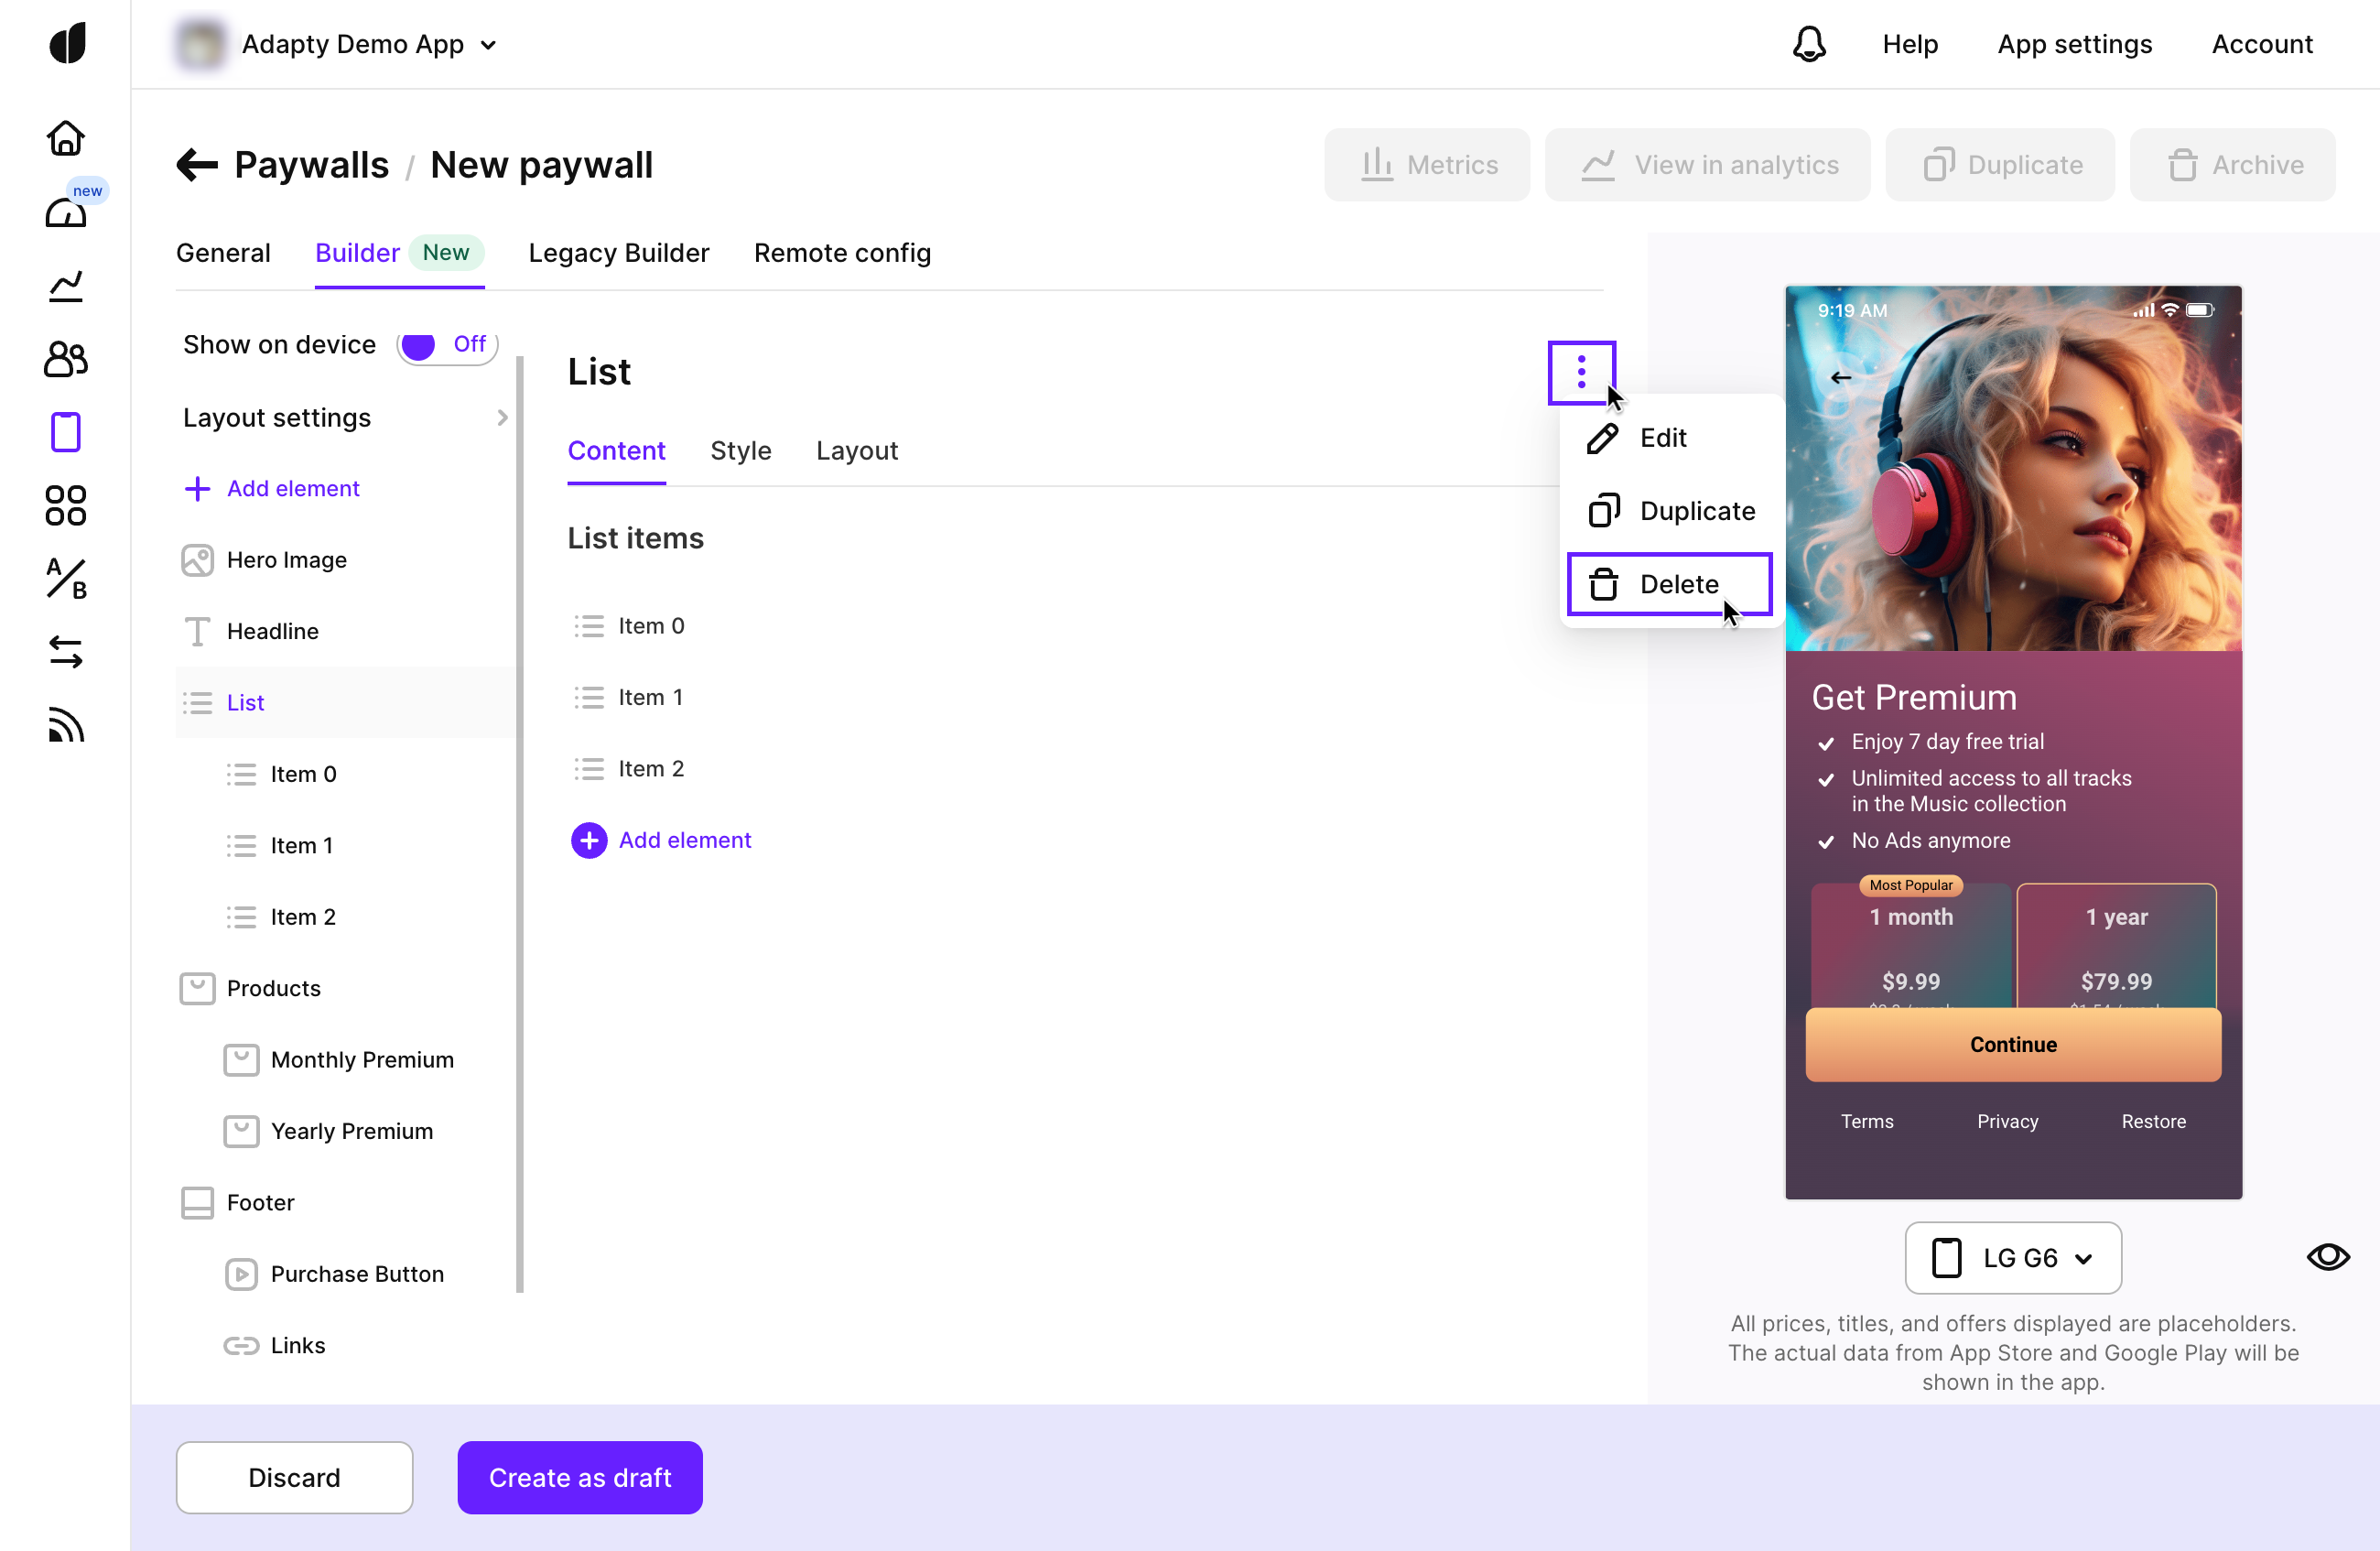 Adapty Demo App
Help
App settings
Account
new
Paywalls / New paywall
Metrics
View in analytics
Duplicate
Archive
General
Builder
New
Legacy Builder
Remote config
Show on device
Off
Layout settings
Add element
Hero Image
Headline
List
Item 0
Item 1
Item 2
Products
Monthly Premium
Yearly Premium
Footer
Purchase Button
Links
List
Content
Style
Layout
List items
Item 0
Item 1
Item 2
Add element
Edit
Duplicate
Delete
A/B
9:19 AM
Get Premium
Enjoy 7 day free trial
Unlimited access to all tracks
in the Music collection
No Ads anymore
Most Popular
1 month
$9.99
1 year
$79.99
Continue
Terms
Privacy
Restore
LG G6
All prices, titles, and offers displayed are placeholders.
The actual data from App Store and Google Play will be
shown in the app.
Discard
Create as draft